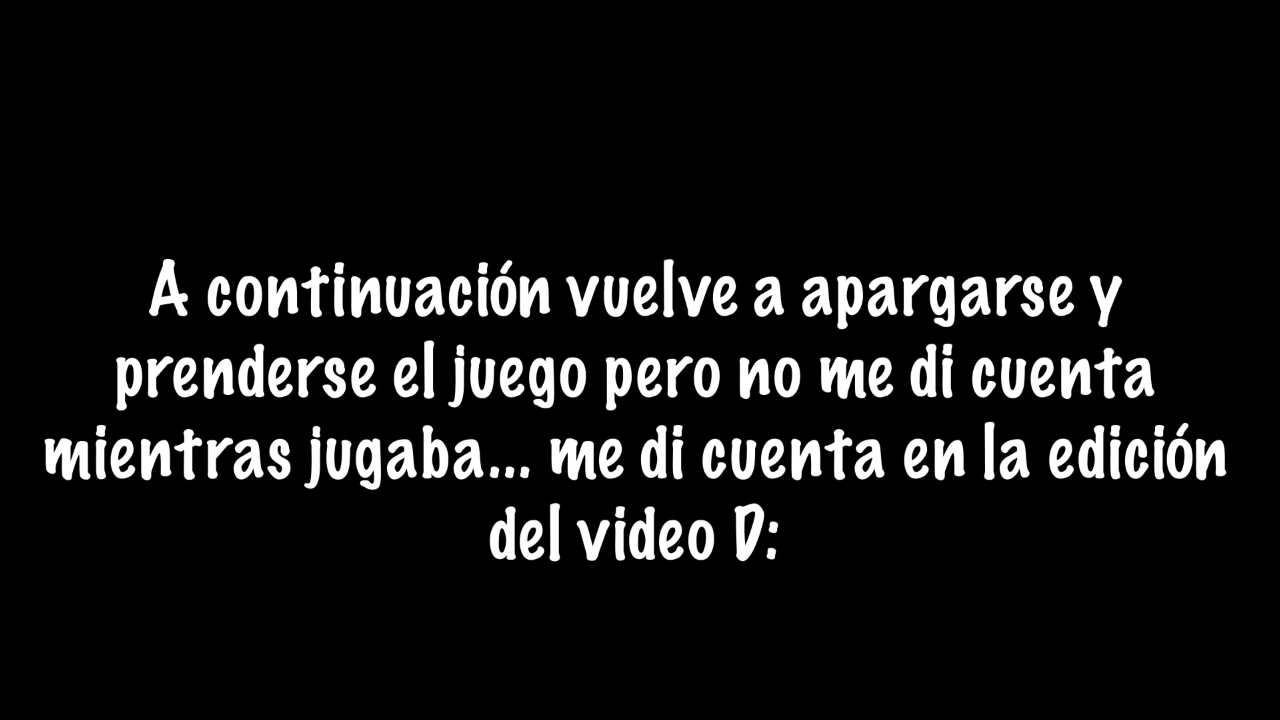 A continuación vuelve a apargarse y
prenderse el juego pero no me di cuenta
mientras jugaba... me di cuenta en la edición
del video D: